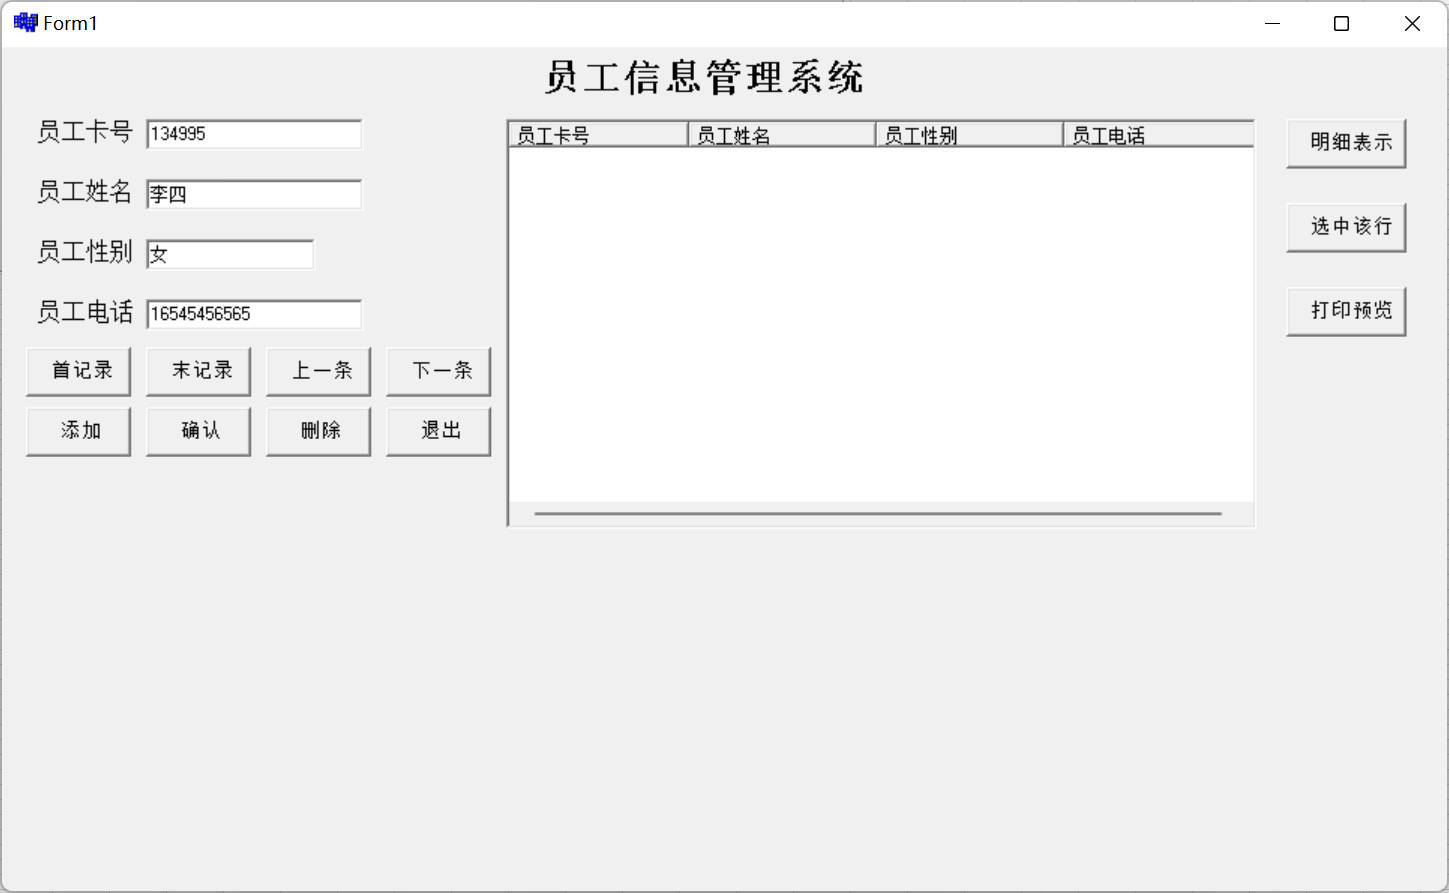 Form1
员工信息管理系统
员工卡号 134995
员工姓名 李四
员工性别 女
员工电话 16545456565
首记录 末记录 上一条 下一条
添加 确认 删除 退出
员工卡号 员工姓名 员工性别 员工电话
明细表示
选中该行
打印预览